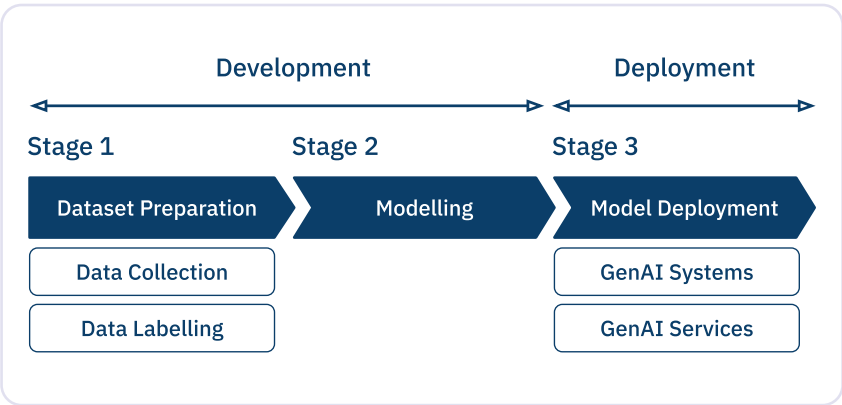 Development
Deployment
Stage 1
Stage 2
Stage 3
Dataset Preparation
Modelling
Model Deployment
Data Collection
GenAI Systems
Data Labelling
GenAI Services